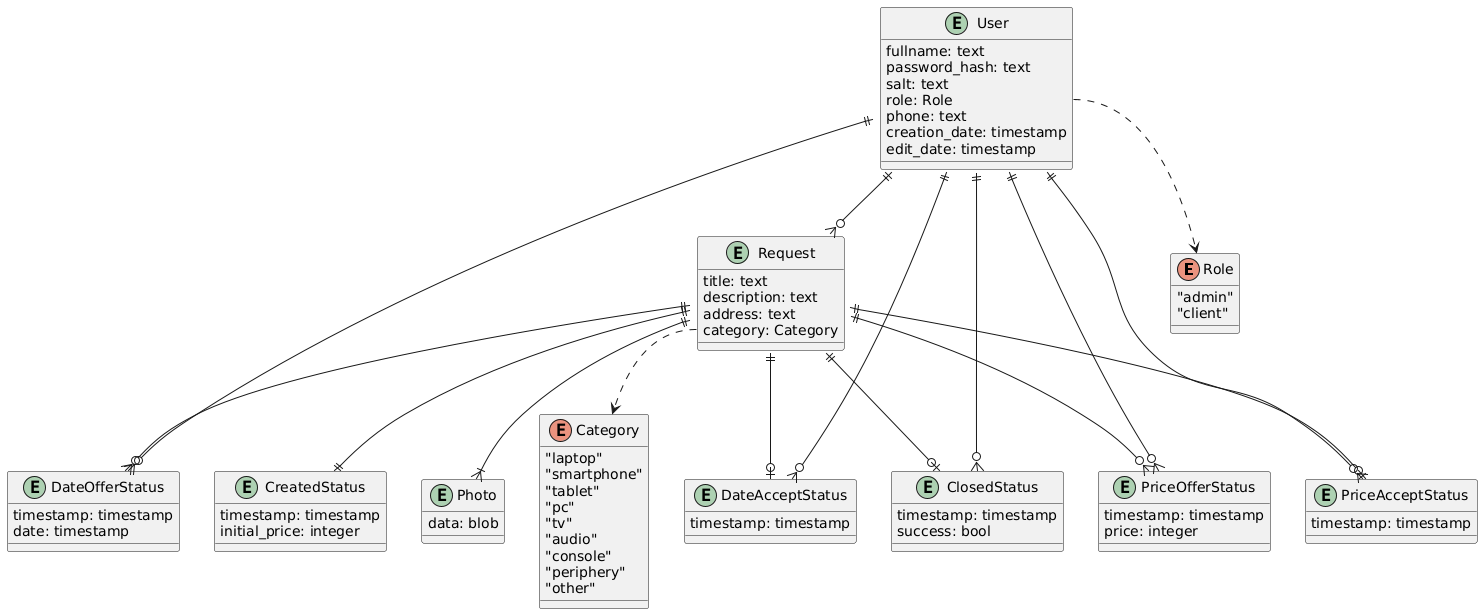 E User
fullname: text
password_hash: text
salt: text
role: Role
phone: text
creation_date: timestamp
edit_date: timestamp
E Request
title: text
description: text
address: text
category: Category
E Role
"admin"
"client"
E DateOfferStatus
timestamp: timestamp
date: timestamp
E CreatedStatus
timestamp: timestamp
initial_price: integer
E Photo
data: blob
E Category
"laptop"
"smartphone"
"tablet"
"pc"
"tv"
"audio"
"console"
"periphery"
"other"
E DateAcceptStatus
timestamp: timestamp
E ClosedStatus
timestamp: timestamp
success: bool
E PriceOfferStatus
timestamp: timestamp
price: integer
E PriceAcceptStatus
timestamp: timestamp